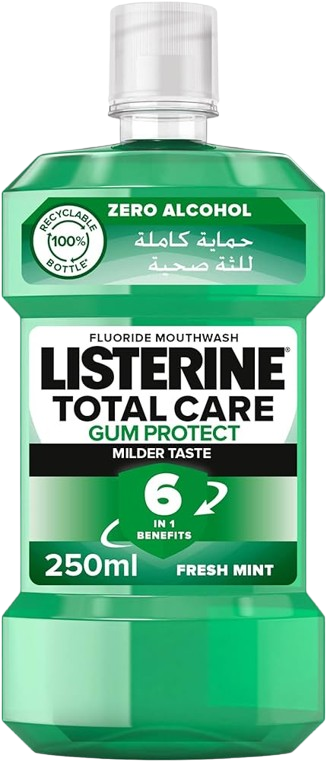 ZERO ALCOHOL
RECYCLABLE
100%
BOTTLE*
حماية كاملة
للثة صحية
FLUORIDE MOUTHWASH
LISTERINE®
TOTAL CARE
GUM PROTECT
MILDER TASTE
6
IN 1
BENEFITS
250ml
FRESH MINT